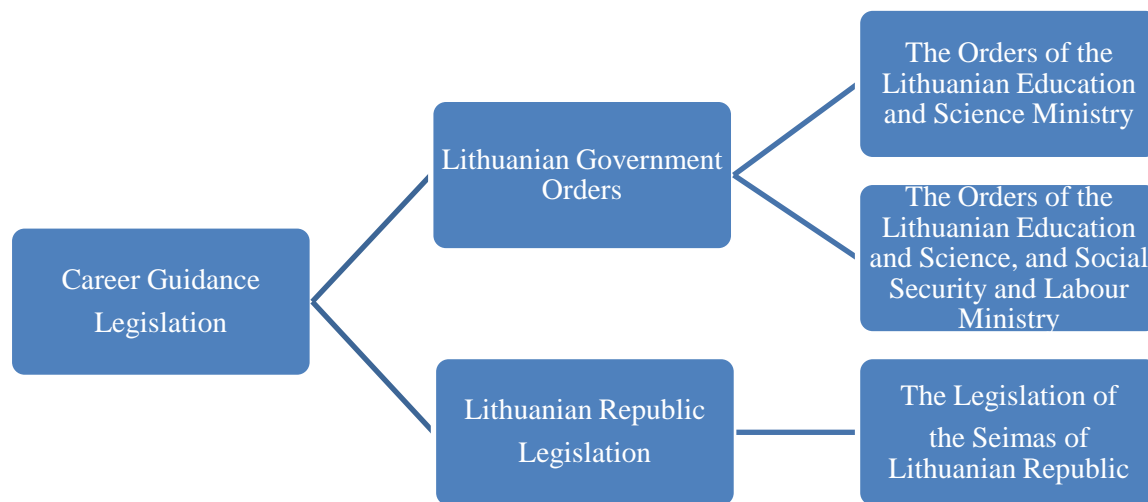 The Orders of the
Lithuanian Education
and Science Ministry
Lithuanian Government
Orders
The Orders of the
Lithuanian Education
and Science, and Social
Security and Labour
Ministry
Career Guidance
Legislation
Lithuanian Republic
Legislation
The Legislation of
the Seimas of
Lithuanian Republic